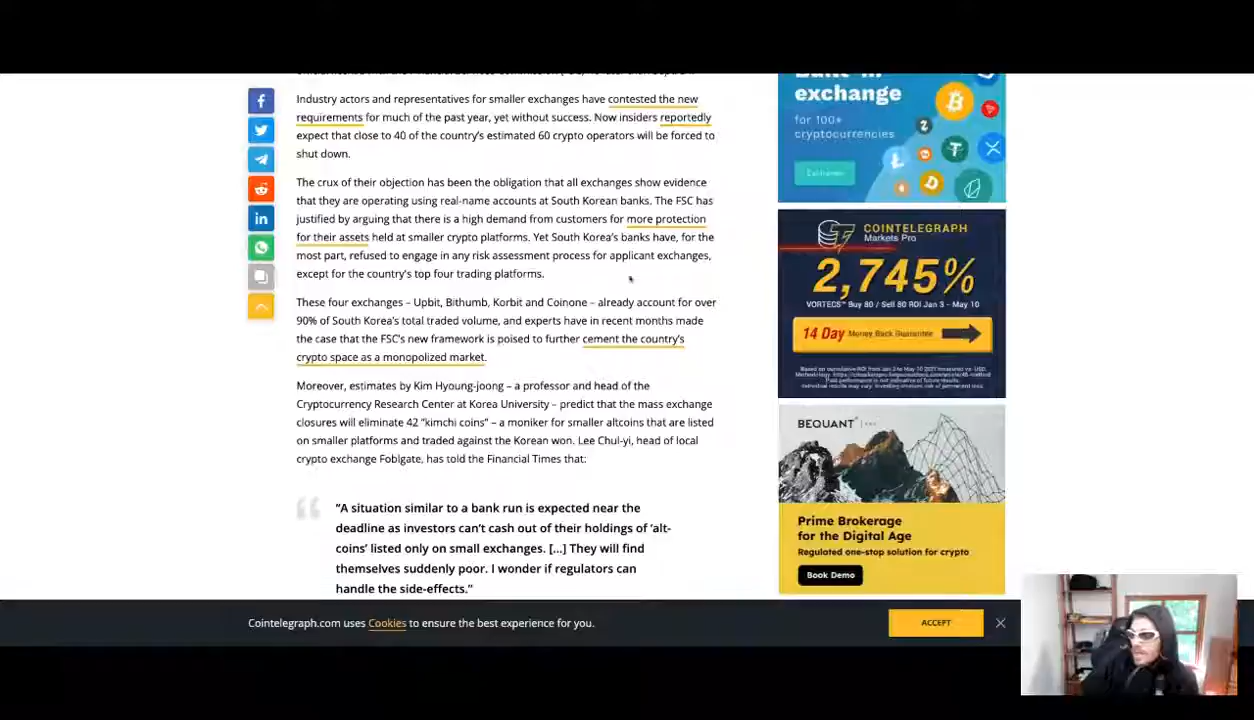 Industry actors and representatives for smaller exchanges have contested the new
requirements for much of the past year, yet without success. Now insiders reportedly
expect that close to 40 of the country's estimated 60 crypto operators will be forced to
shut down.
The crux of their objection has been the obligation that all exchanges show evidence
that they are operating using real-name accounts at South Korean banks. The FSC has
justified by arguing that there is a high demand from customers for more protection
for their assets held at smaller crypto platforms. Yet South Korea's banks have, for the
most part, refused to engage in any risk assessment process for applicant exchanges,
except for the country's top four trading platforms.
These four exchanges – Upbit, Bithumb, Korbit and Coinone – already account for over
90% of South Korea's total traded volume, and experts have in recent months made
the case that the FSC's new framework is poised to further cement the country's
crypto space as a monopolized market.
Moreover, estimates by Kim Hyoung-joong – a professor and head of the
Cryptocurrency Research Center at Korea University – predict that the mass exchange
closures will eliminate 42 "kimchi coins" – a moniker for smaller altcoins that are listed
on smaller platforms and traded against the Korean won. Lee Chul-yi, head of local
crypto exchange Foblgate, has told the Financial Times that:
"A situation similar to a bank run is expected near the
deadline as investors can't cash out of their holdings of 'alt-
coins' listed only on small exchanges. [...] They will find
themselves suddenly poor. I wonder if regulators can
handle the side-effects."
exchange
for 100+
cryptocurrencies
COINTELEGRAPH
Markets Pro
2,745%
VORTECS™ Buy 80 / Sell 80 ROI Jan 3 - May 10
14 Day Money Back Guarantee
BEQUANT
Prime Brokerage
for the Digital Age
Regulated one-stop solution for crypto
Book Demo
Cointelegraph.com uses Cookies to ensure the best experience for you.
ACCEPT